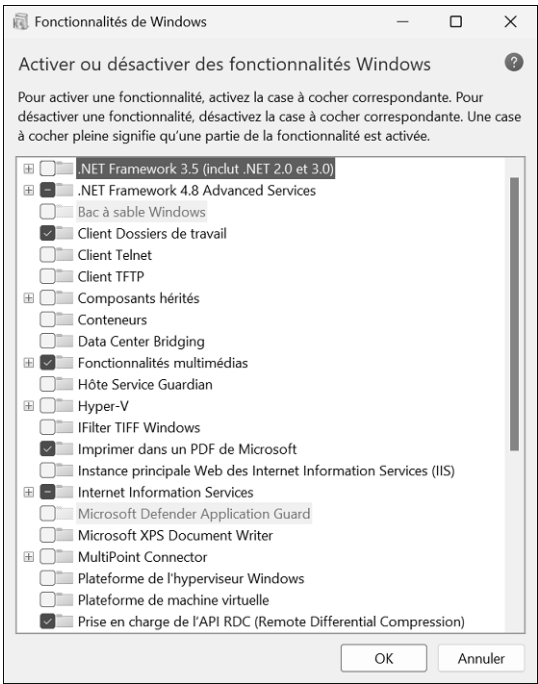 Fonctionnalités de Windows
Activer ou désactiver des fonctionnalités Windows
?
Pour activer une fonctionnalité, activez la case à cocher correspondante. Pour
désactiver une fonctionnalité, désactivez la case à cocher correspondante. Une case
à cocher pleine signifie qu'une partie de la fonctionnalité est activée.
.NET Framework 3.5 (inclut .NET 2.0 et 3.0)
.NET Framework 4.8 Advanced Services
Bac à sable Windows
Client Dossiers de travail
Client Telnet
Client TFTP
Composants hérités
Conteneurs
Data Center Bridging
Fonctionnalités multimédias
Hôte Service Guardian
Hyper-V
IFilter TIFF Windows
Imprimer dans un PDF de Microsoft
Instance principale Web des Internet Information Services (IIS)
Internet Information Services
Microsoft Defender Application Guard
Microsoft XPS Document Writer
MultiPoint Connector
Plateforme de l'hyperviseur Windows
Plateforme de machine virtuelle
Prise en charge de l'API RDC (Remote Differential Compression)
OK
Annuler